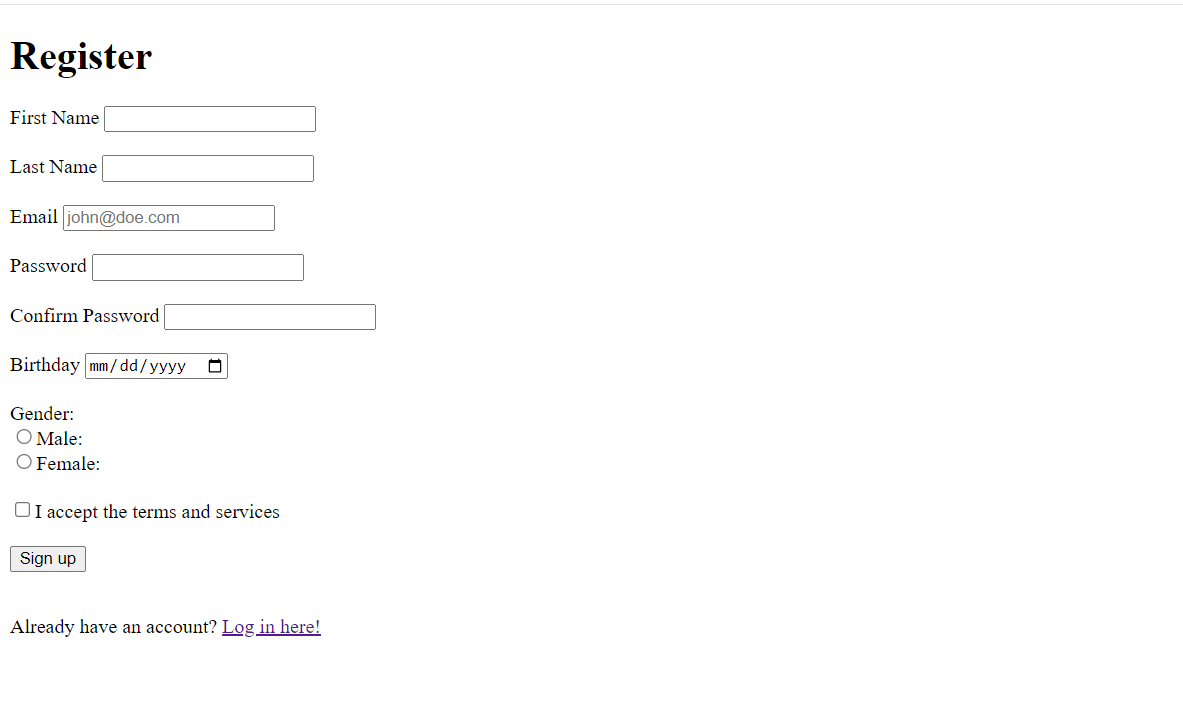 Register
First Name
Last Name
Email john@doe.com
Password
Confirm Password
Birthday mm/dd/yyyy
Gender:
Male:
Female:
I accept the terms and services
Sign up
Already have an account? Log in here!